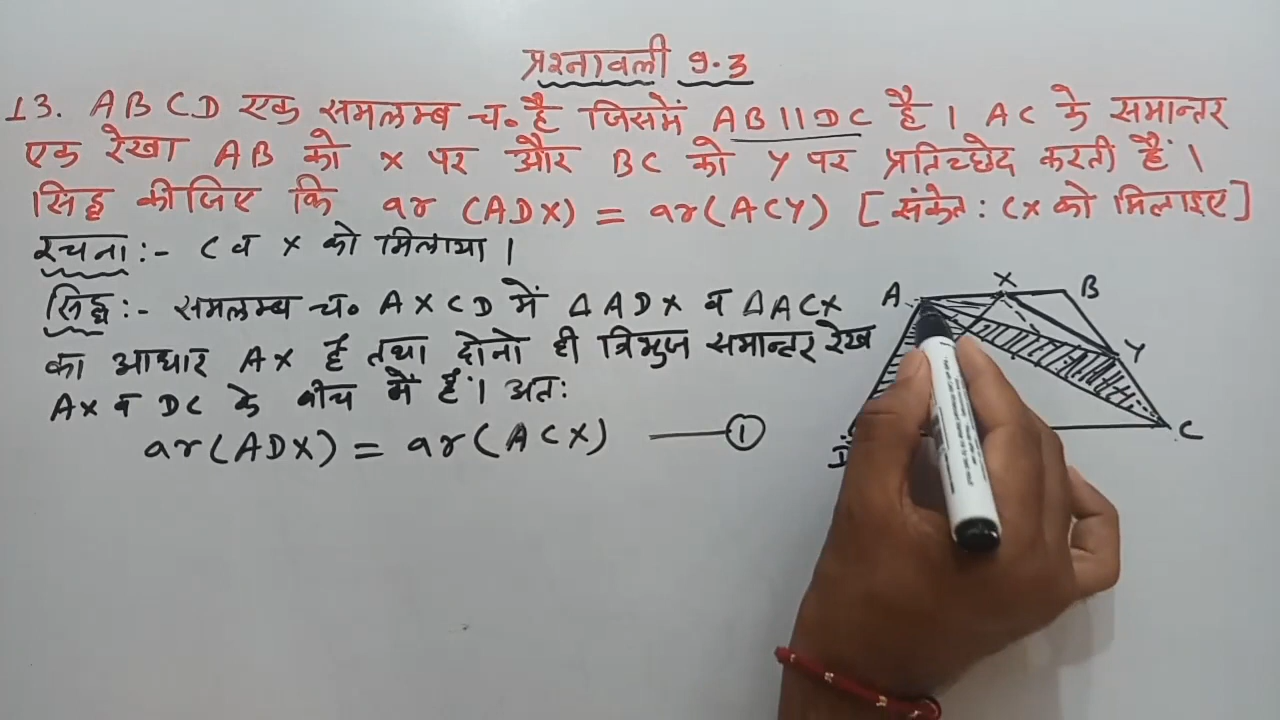 प्रश्नावली 9.3
13. ABCD एक समलम्ब च० है जिसमें AB||DC है। AC के समान्तर
एक रेखा AB को X पर और BC को Y पर प्रतिच्छेद करती है।
सिद्ध कीजिए कि ar (ADX) = ar(ACY) [संकेत: CX को मिलाइए]
रचना:- C व X को मिलाया।
सिद्ध:- समलम्ब च० AXCD में ΔADX व ΔACX
का आधार AX है तथा दोनो ही त्रिभुज समान्तर रेख
AX व DC के बीच में हैं। अतः
ar(ADX) = ar(ACX) ——— ①
A X B
Y
D C